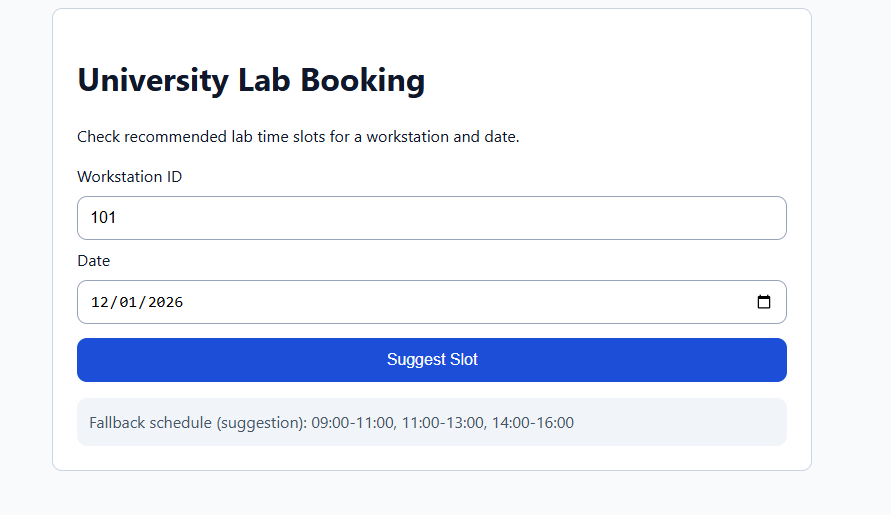 University Lab Booking
Check recommended lab time slots for a workstation and date.
Workstation ID
101
Date
12/01/2026
Suggest Slot
Fallback schedule (suggestion): 09:00-11:00, 11:00-13:00, 14:00-16:00